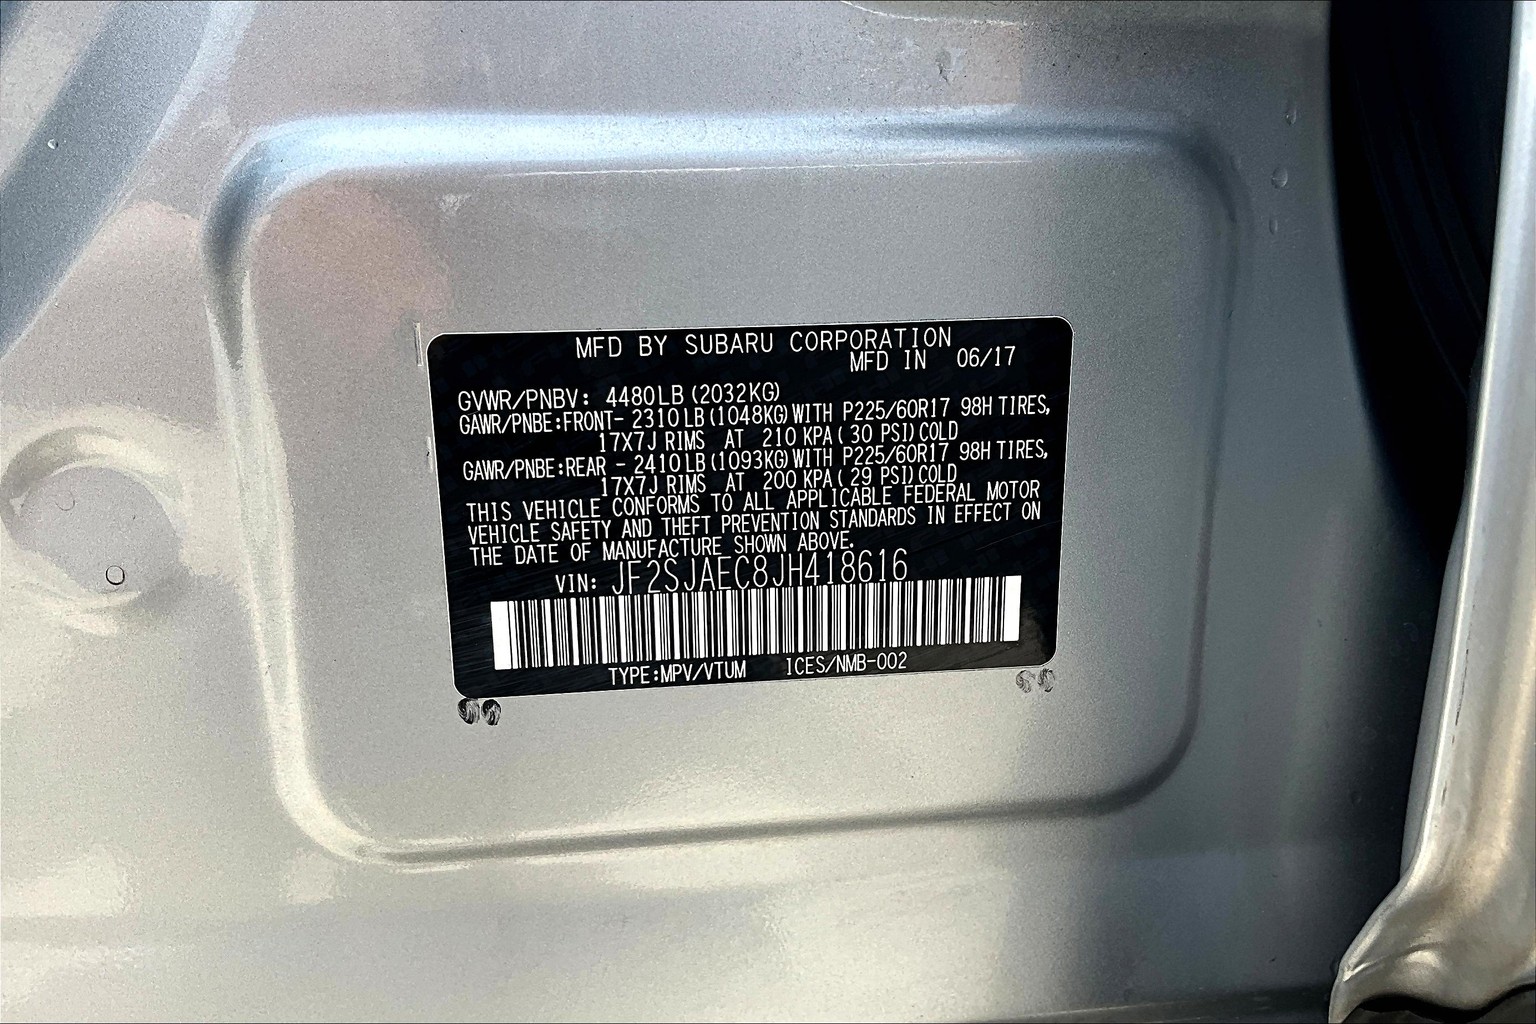 MFD BY SUBARU CORPORATION
MFD IN 06/17
GVWR/PNBV: 4480LB (2032KG)
GAWR/PNBE:FRONT- 2310LB (1048KG) WITH P225/60R17 98H TIRES,
17X7J RIMS AT 210 KPA ( 30 PSI) COLD
GAWR/PNBE:REAR - 2410LB (1093KG) WITH P225/60R17 98H TIRES,
17X7J RIMS AT 200 KPA ( 29 PSI) COLD
THIS VEHICLE CONFORMS TO ALL APPLICABLE FEDERAL MOTOR
VEHICLE SAFETY AND THEFT PREVENTION STANDARDS IN EFFECT ON
THE DATE OF MANUFACTURE SHOWN ABOVE.
VIN: JF2SJAEC8JH418616
TYPE:MPV/VTUM ICES/NMB-002